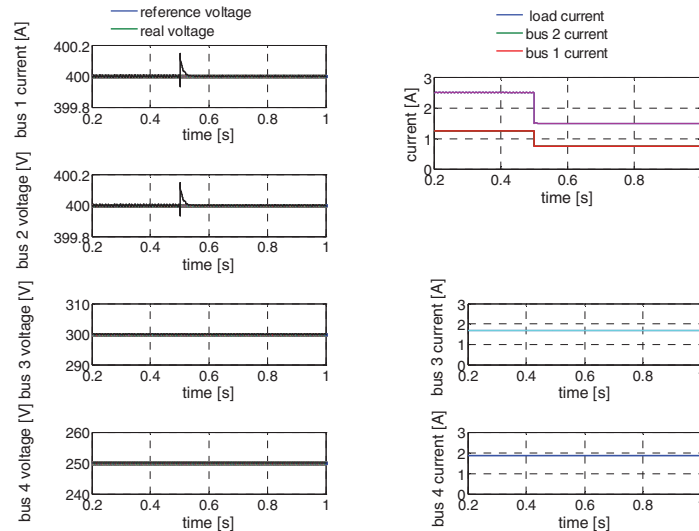 reference voltage
real voltage
bus 1 current [A]
400.2
400
399.8
0.2 0.4 0.6 0.8 1
time [s]
bus 2 voltage [V]
400.2
400
399.8
0.2 0.4 0.6 0.8 1
time [s]
bus 3 voltage [V]
310
300
290
0.2 0.4 0.6 0.8 1
time [s]
bus 4 voltage [V]
260
250
240
0.2 0.4 0.6 0.8 1
time [s]
load current
bus 2 current
bus 1 current
current [A]
3
2
1
0
0.2 0.4 0.6 0.8 1
time [s]
bus 3 current [A]
3
2
1
0
0.2 0.4 0.6 0.8 1
time [s]
bus 4 current [A]
3
2
1
0
0.2 0.4 0.6 0.8 1
time [s]